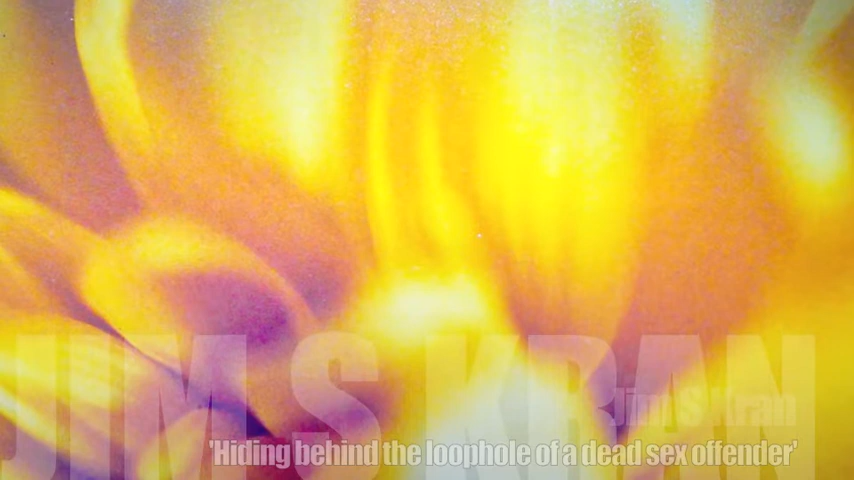 JIM S KRAN
Jim S Kran
'Hiding behind the loophole of a dead sex offender'